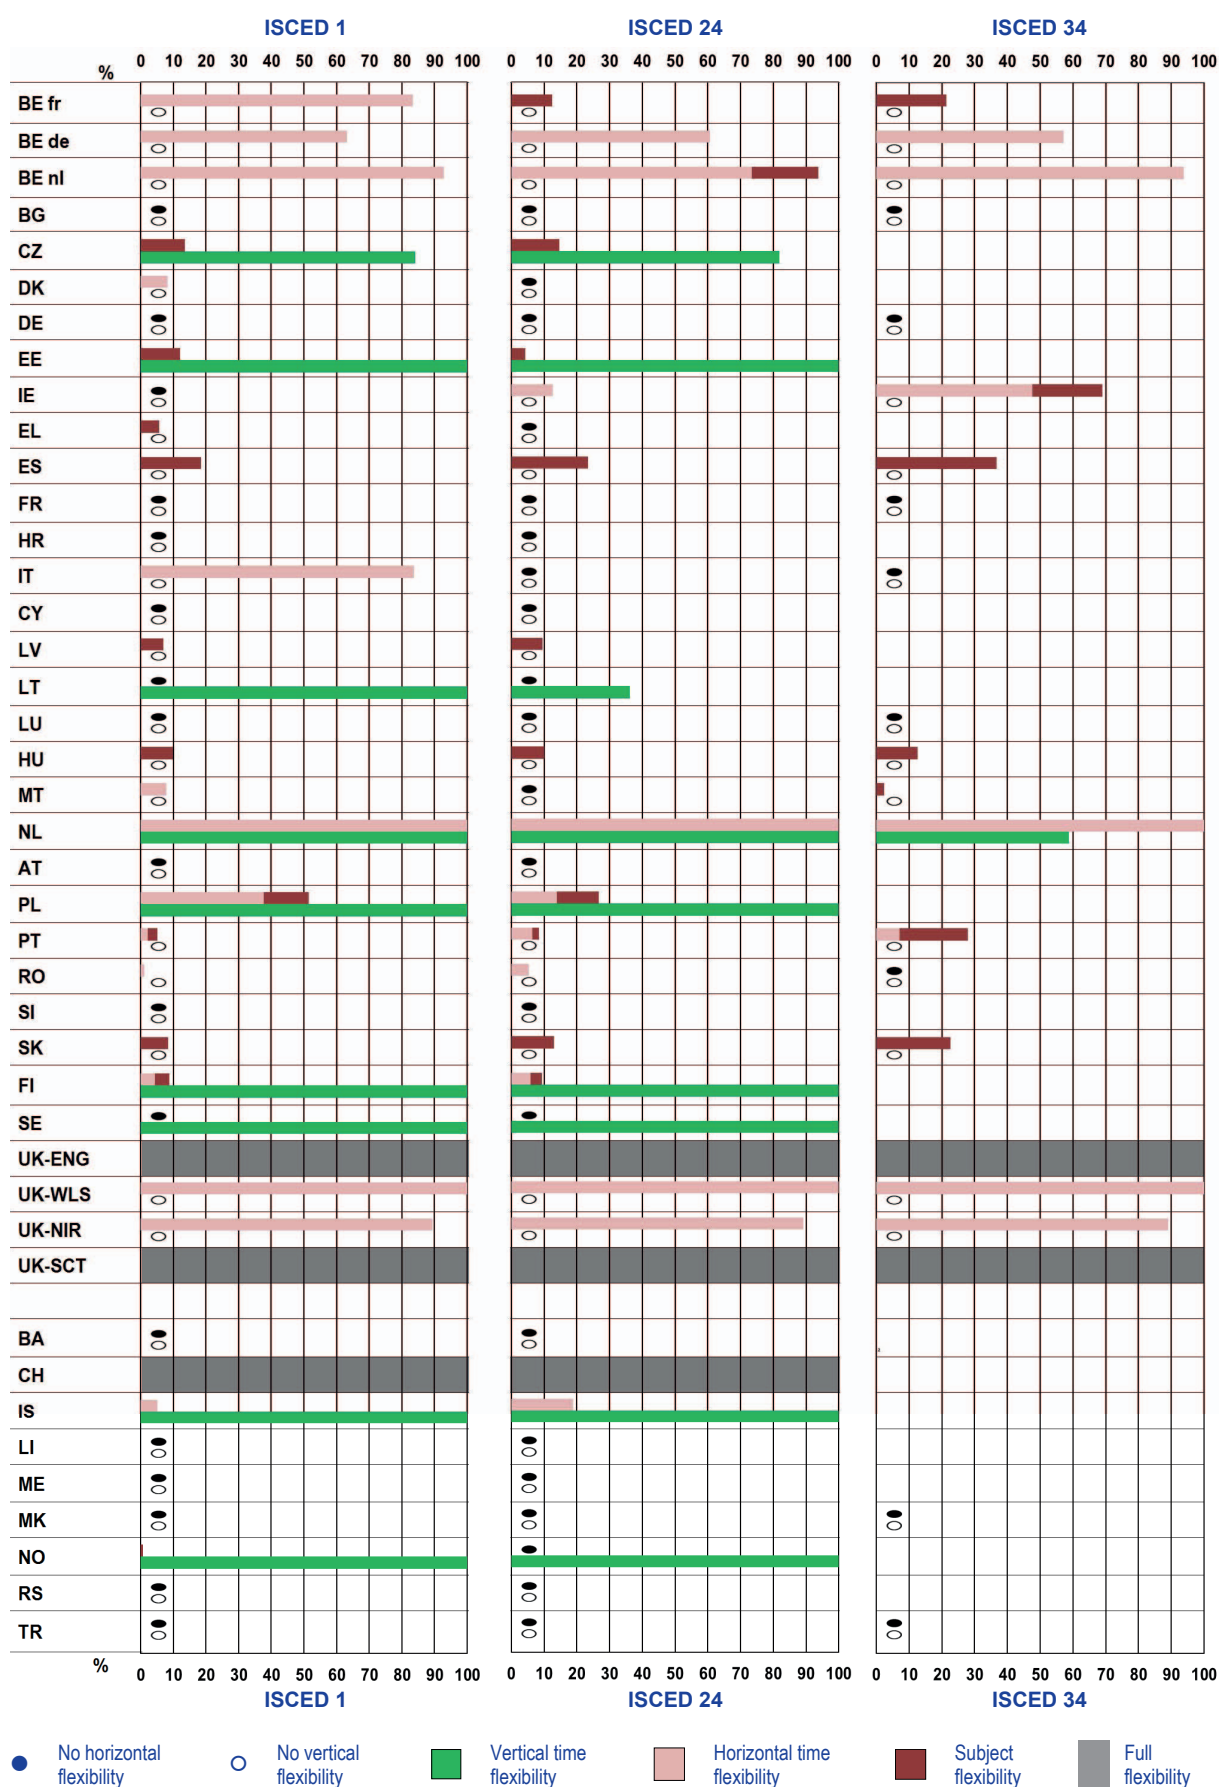 ISCED 1 ISCED 24 ISCED 34
% 0 10 20 30 40 50 60 70 80 90 100 0 10 20 30 40 50 60 70 80 90 100 0 10 20 30 40 50 60 70 80 90 100
BE fr
BE de
BE nl
BG
CZ
DK
DE
EE
IE
EL
ES
FR
HR
IT
CY
LV
LT
LU
HU
MT
NL
AT
PL
PT
RO
SI
SK
FI
SE
UK-ENG
UK-WLS
UK-NIR
UK-SCT
BA
CH
IS
LI
ME
MK
NO
RS
TR
% 0 10 20 30 40 50 60 70 80 90 100 0 10 20 30 40 50 60 70 80 90 100 0 10 20 30 40 50 60 70 80 90 100
ISCED 1 ISCED 24 ISCED 34
No horizontal flexibility
No vertical flexibility
Vertical time flexibility
Horizontal time flexibility
Subject flexibility
Full flexibility